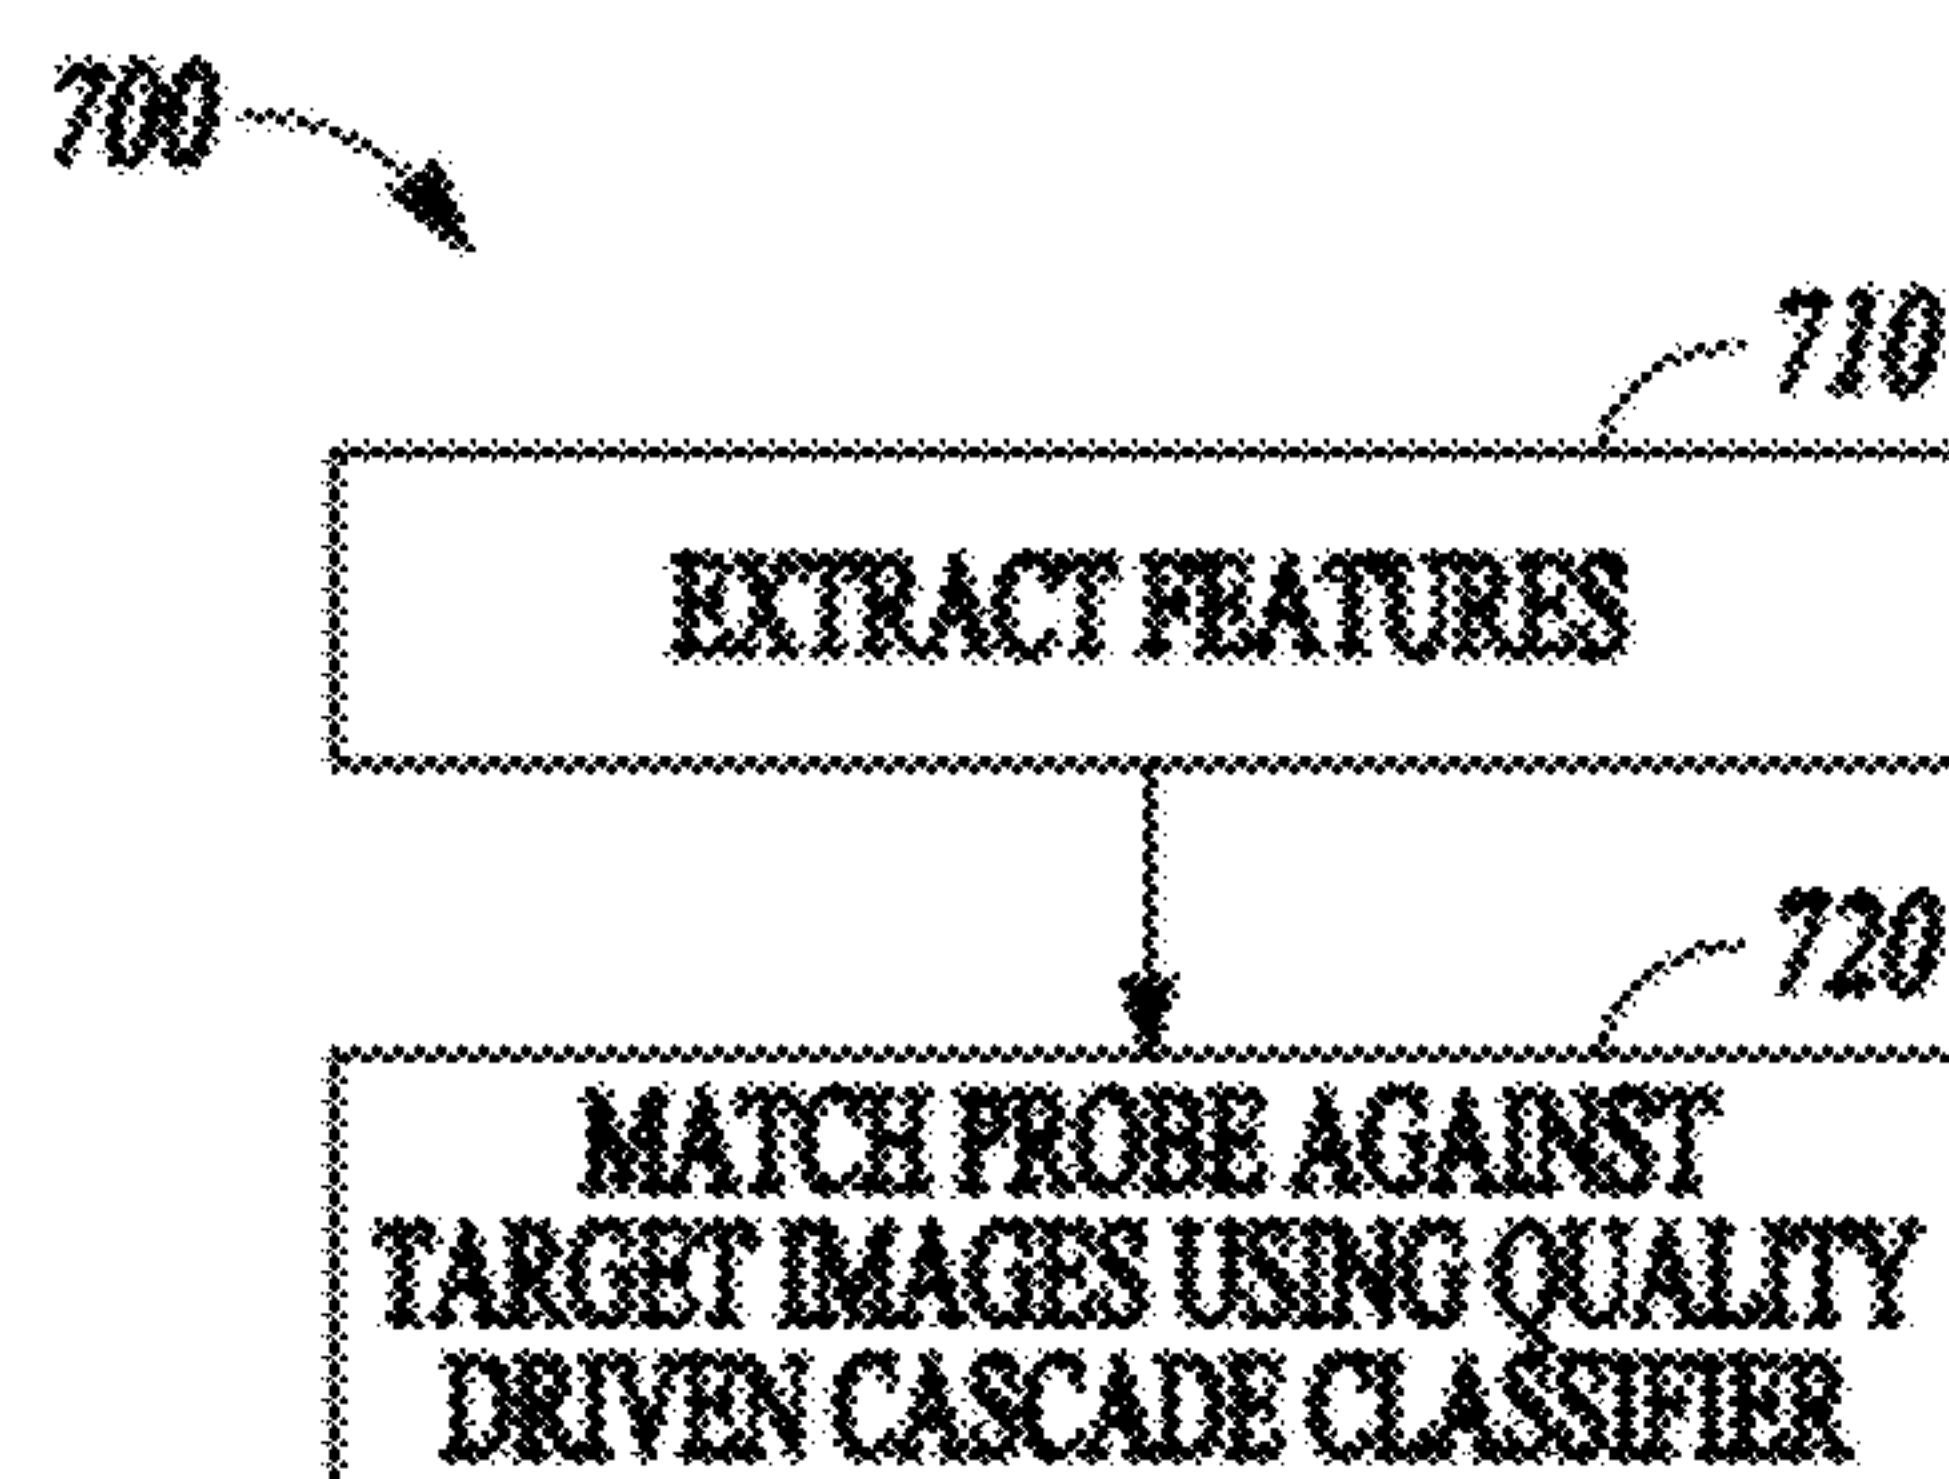 700
710
EXTRACT FEATURES
720
MATCH PROBE AGAINST
TARGET IMAGES USING QUALITY
DRIVEN CASCADE CLASSIFIER